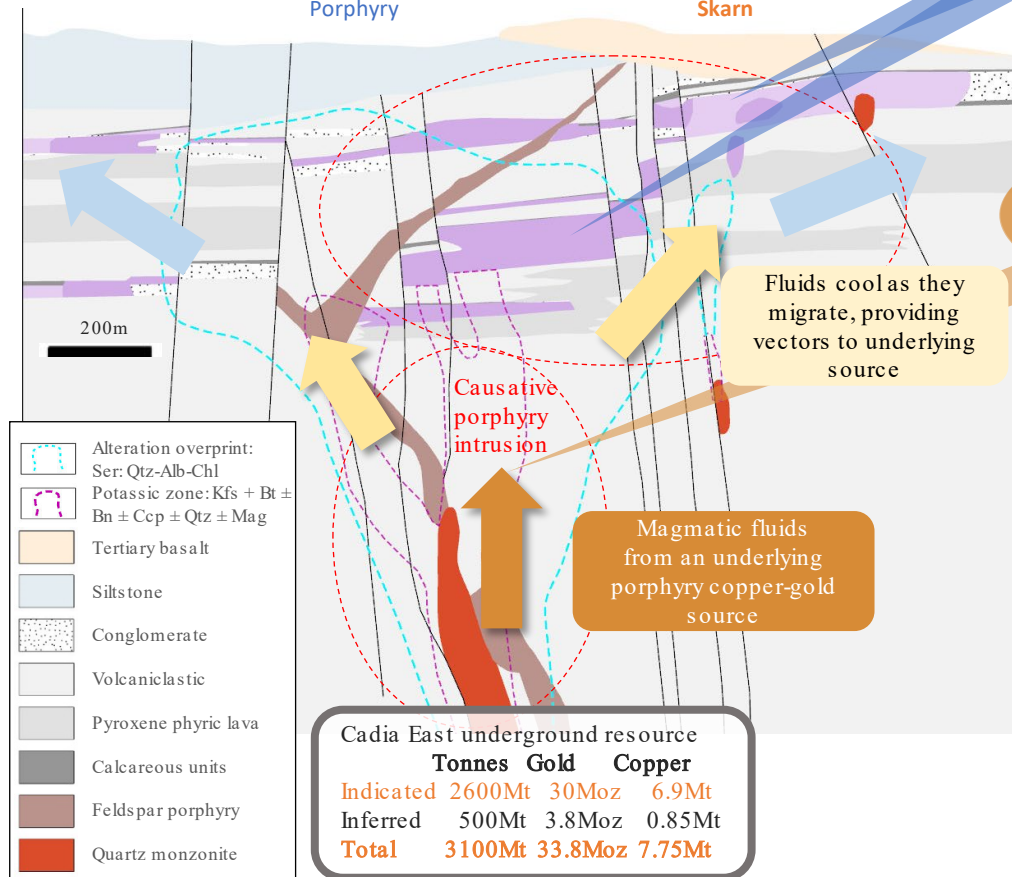 Porphyry
Skarn
Fluids cool as they
migrate, providing
vectors to underlying
source
200m
Causative
porphyry
intrusion
Magmatic fluids
from an underlying
porphyry copper-gold
source
Alteration overprint:
Ser: Qtz-Alb-Chl
Potassic zone: Kfs + Bt ±
Bn ± Ccp ± Qtz ± Mag
Tertiary basalt
Siltstone
Conglomerate
Volcaniclastic
Pyroxene phyric lava
Calcareous units
Feldspar porphyry
Quartz monzonite
Cadia East underground resource
Tonnes Gold Copper
Indicated 2600Mt 30Moz 6.9Mt
Inferred 500Mt 3.8Moz 0.85Mt
Total 3100Mt 33.8Moz 7.75Mt